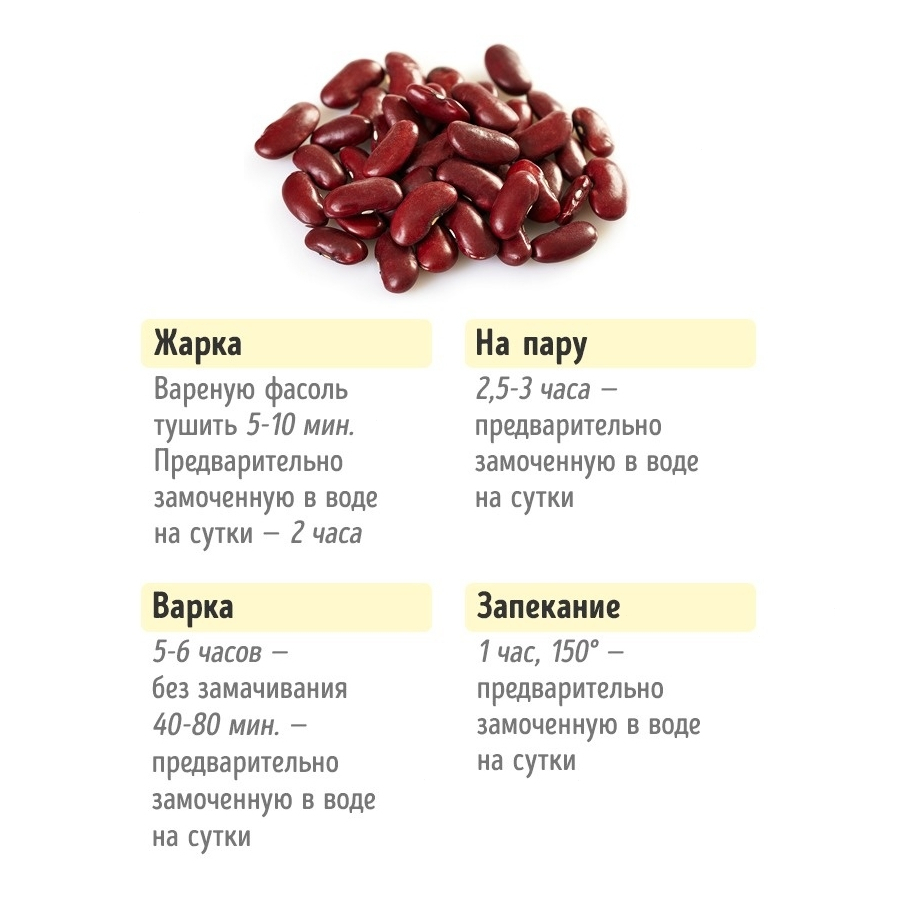 Жарка
Вареную фасоль
тушить 5-10 мин.
Предварительно
замоченную в воде
на сутки – 2 часа
На пару
2,5-3 часа –
предварительно
замоченную в воде
на сутки
Варка
5-6 часов –
без замачивания
40-80 мин. –
предварительно
замоченную в воде
на сутки
Запекание
1 час, 150° –
предварительно
замоченную в воде
на сутки